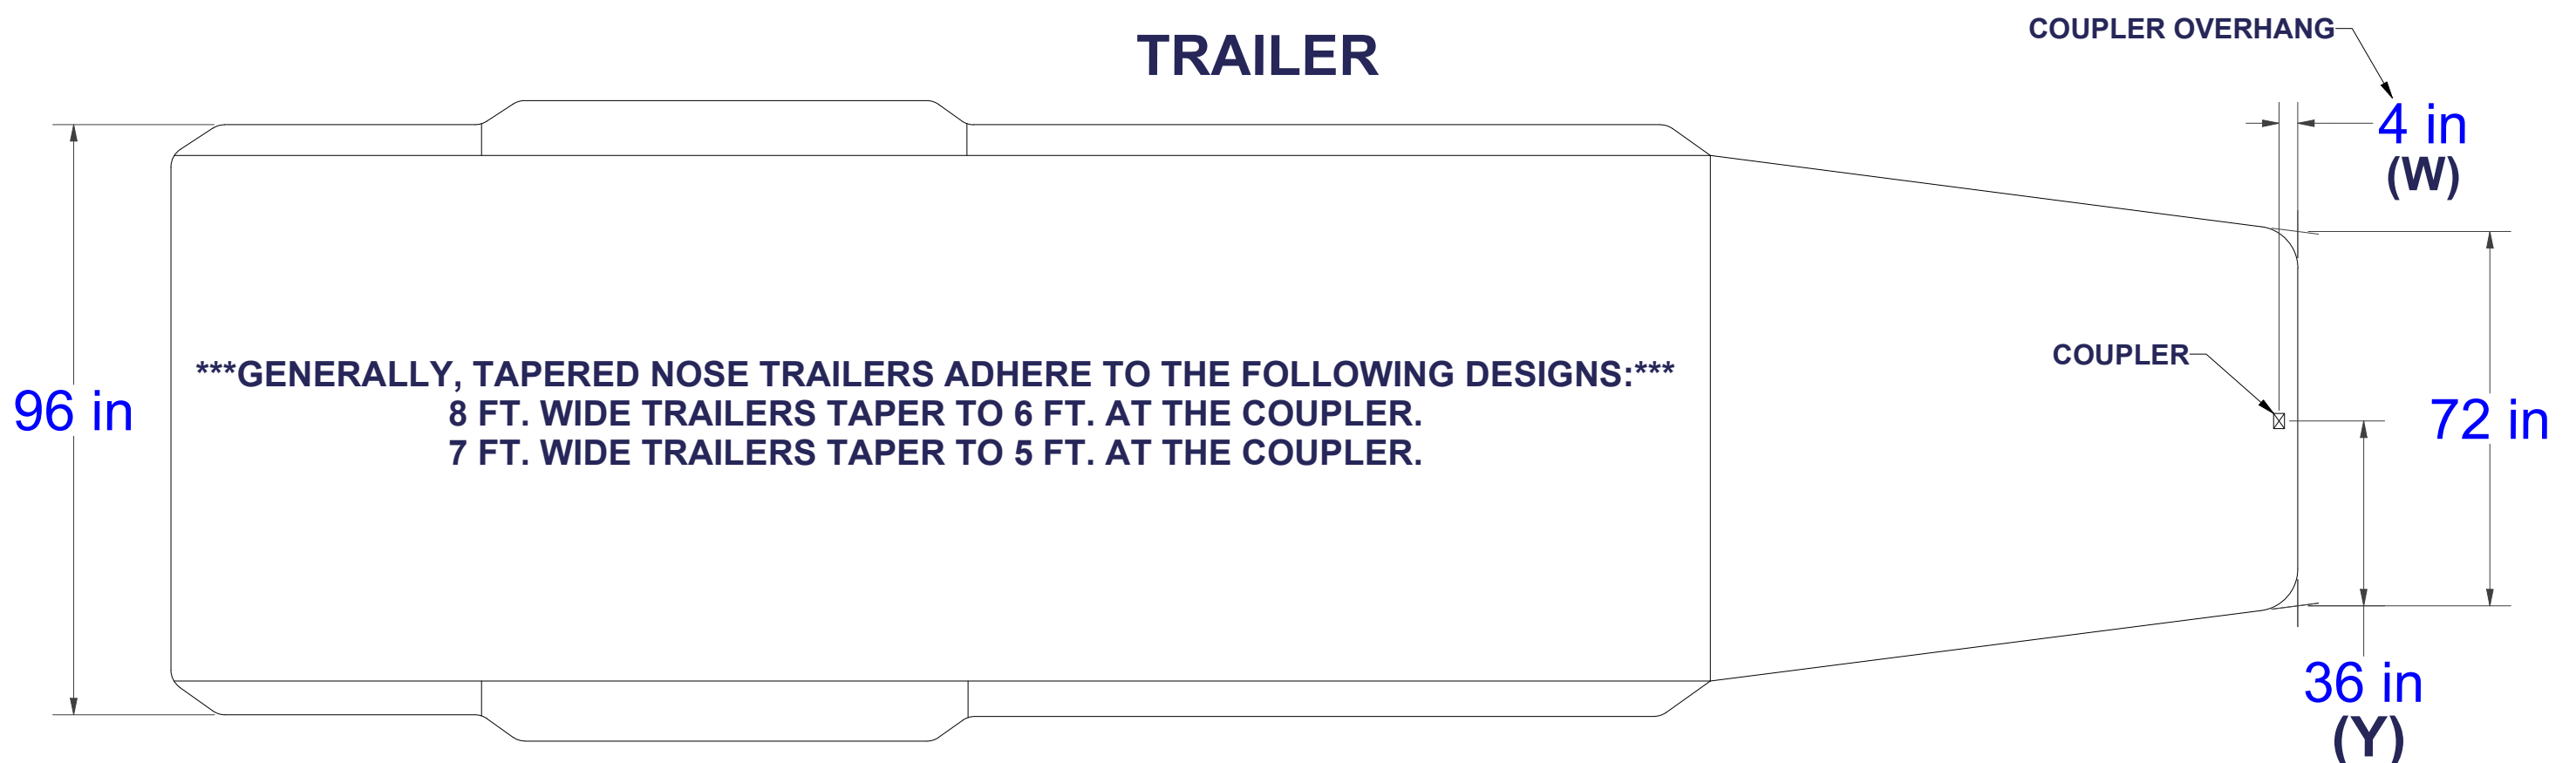 TRAILER
COUPLER OVERHANG
4 in
(W)
***GENERALLY, TAPERED NOSE TRAILERS ADHERE TO THE FOLLOWING DESIGNS:***
8 FT. WIDE TRAILERS TAPER TO 6 FT. AT THE COUPLER.
7 FT. WIDE TRAILERS TAPER TO 5 FT. AT THE COUPLER.
96 in
COUPLER
72 in
36 in
(Y)